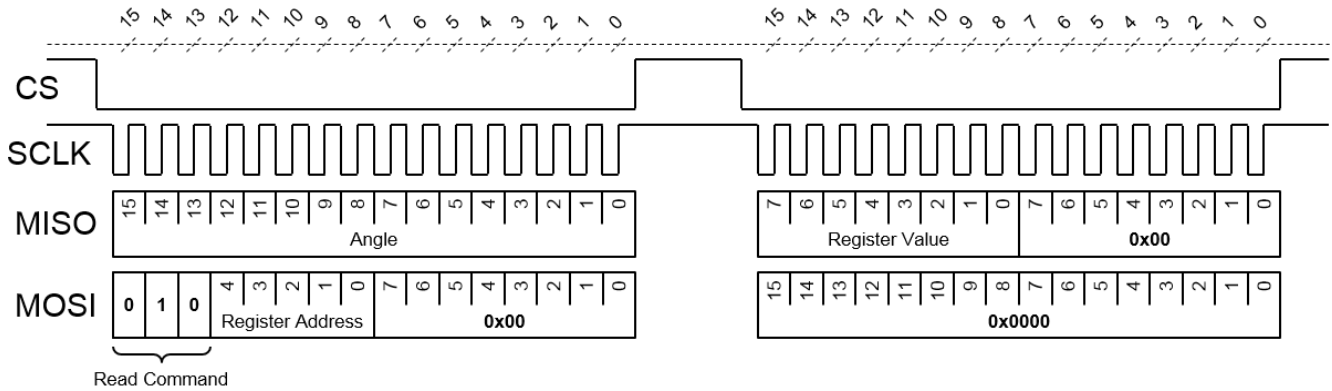 15 14 13 12 11 10 9 8 7 6 5 4 3 2 1 0 15 14 13 12 11 10 9 8 7 6 5 4 3 2 1 0
CS
SCLK
MISO
15 14 13 12 11 10 9 8 7 6 5 4 3 2 1 0 7 6 5 4 3 2 1 0 7 6 5 4 3 2 1 0
Angle Register Value 0x00
MOSI
0 1 0 4 3 2 1 0 7 6 5 4 3 2 1 0 15 14 13 12 11 10 9 8 7 6 5 4 3 2 1 0
Register Address 0x00 0x0000
Read Command